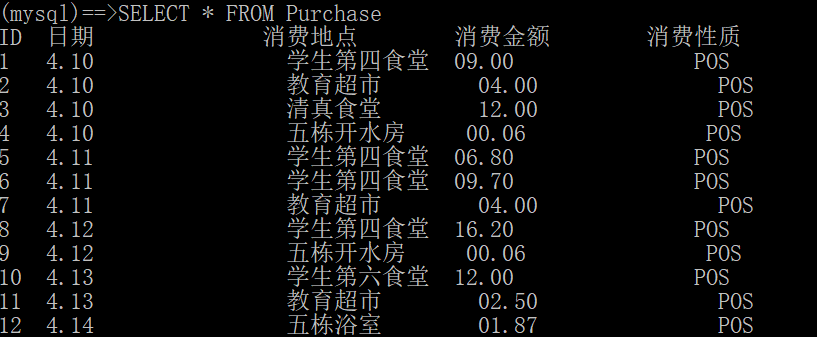 (mysql)==>SELECT * FROM Purchase
ID 日期 消费地点 消费金额 消费性质
1 4.10 学生第四食堂 09.00 POS
2 4.10 教育超市 04.00 POS
3 4.10 清真食堂 12.00 POS
4 4.10 五栋开水房 00.06 POS
5 4.11 学生第四食堂 06.80 POS
6 4.11 学生第四食堂 09.70 POS
7 4.11 教育超市 04.00 POS
8 4.12 学生第四食堂 16.20 POS
9 4.12 五栋开水房 00.06 POS
10 4.13 学生第六食堂 12.00 POS
11 4.13 教育超市 02.50 POS
12 4.14 五栋浴室 01.87 POS